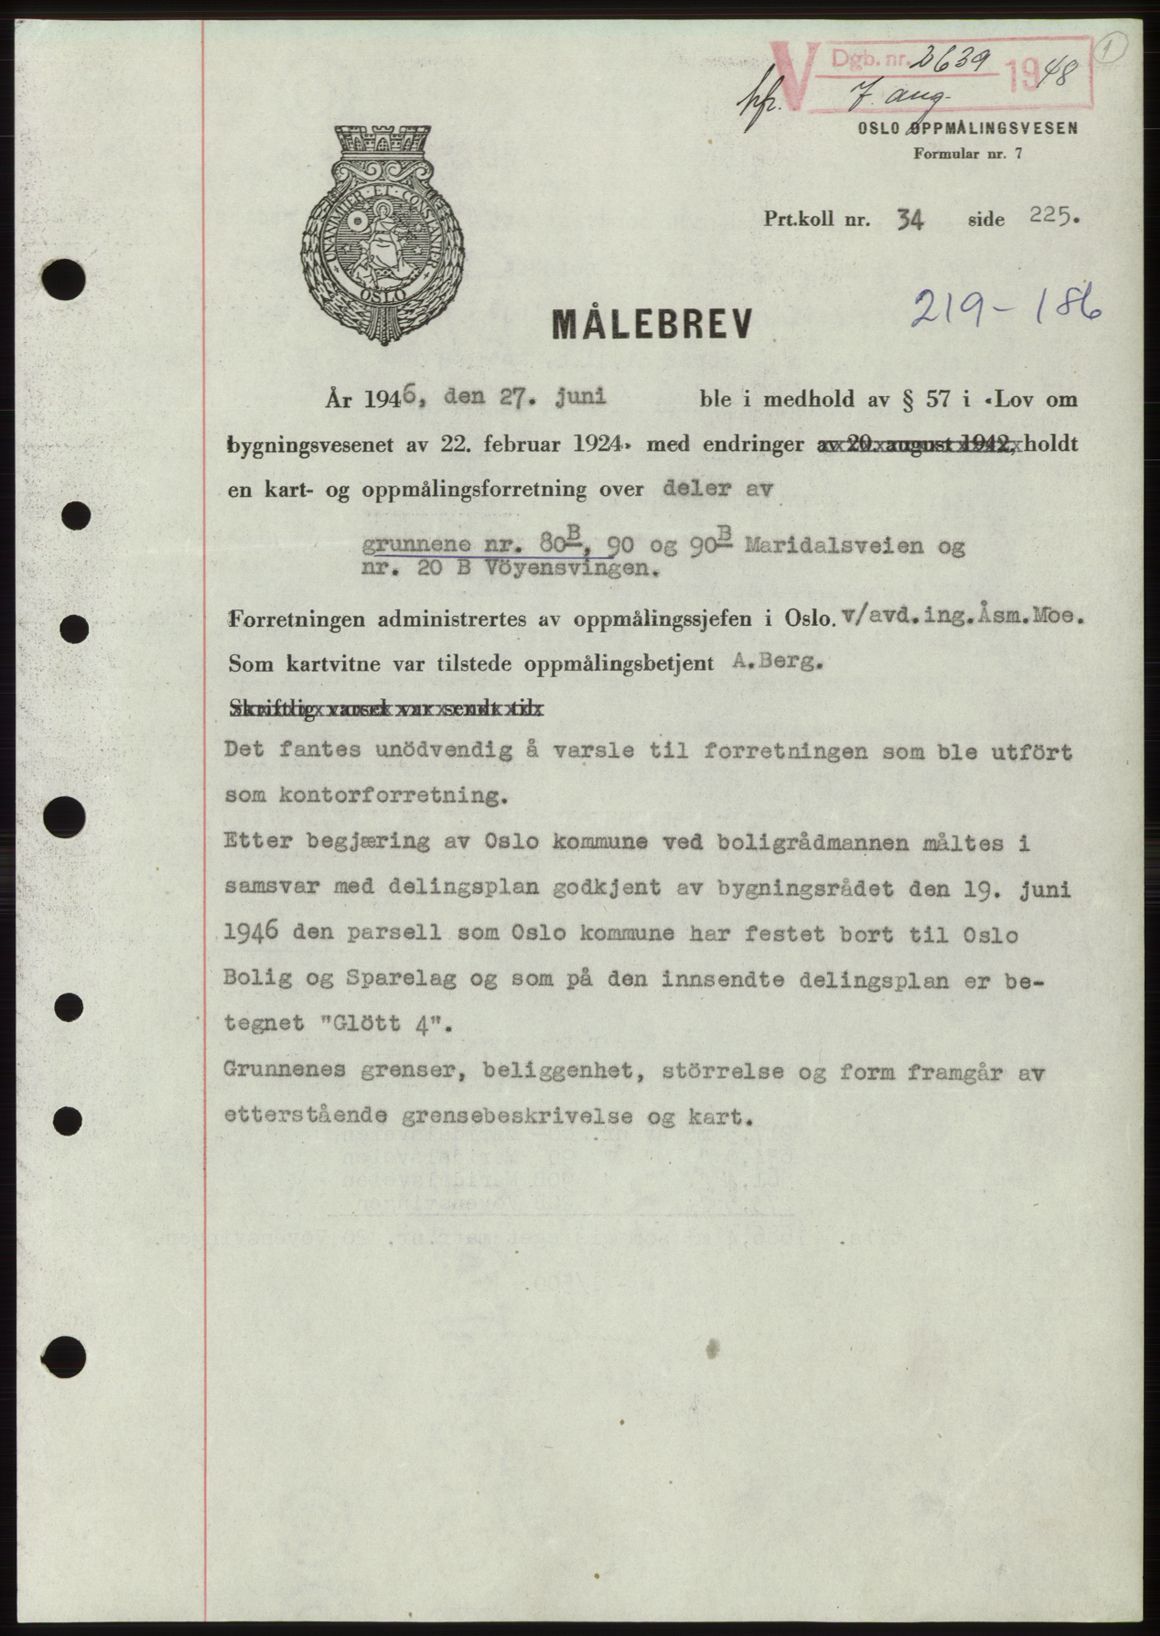 V Dgb. nr. 2639 1948
7. aug.
1
OSLO OPPMÅLINGSVESEN
Formular nr. 7
UNANIMITER·ET·CONSTANTER
OSLO
Prt.koll nr. 34 side 225.
219-186
MÅLEBREV
År 1946, den 27. juni ble i medhold av § 57 i «Lov om
bygningsvesenet av 22. februar 1924» med endringer av 20. august 1942, holdt
en kart- og oppmålingsforretning over deler av
grunnene nr. 80B, 90 og 90B Maridalsveien og
nr. 20 B Vöyensvingen.
Forretningen administrertes av oppmålingssjefen i Oslo. v/avd.ing.Åsm.Moe.
Som kartvitne var tilstede oppmålingsbetjent A.Berg.
Skriftlig varsel var sendt til
Det fantes unödvendig å varsle til forretningen som ble utfört
som kontorforretning.
Etter begjæring av Oslo kommune ved boligrådmannen måltes i
samsvar med delingsplan godkjent av bygningsrådet den 19. juni
1946 den parsell som Oslo kommune har festet bort til Oslo
Bolig og Sparelag og som på den innsendte delingsplan er be-
tegnet "Glött 4".
Grunnenes grenser, beliggenhet, störrelse og form framgår av
etterstående grensebeskrivelse og kart.